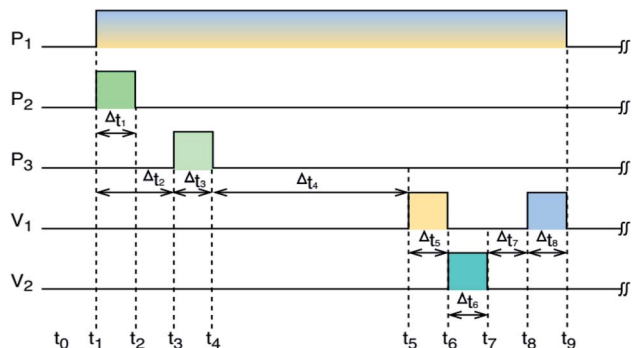 P₁
P₂
Δt₁
P₃
Δt₂ Δt₃ Δt₄
V₁
Δt₅ Δt₇ Δt₈
V₂
Δt₆
t₀ t₁ t₂ t₃ t₄ t₅ t₆ t₇ t₈ t₉